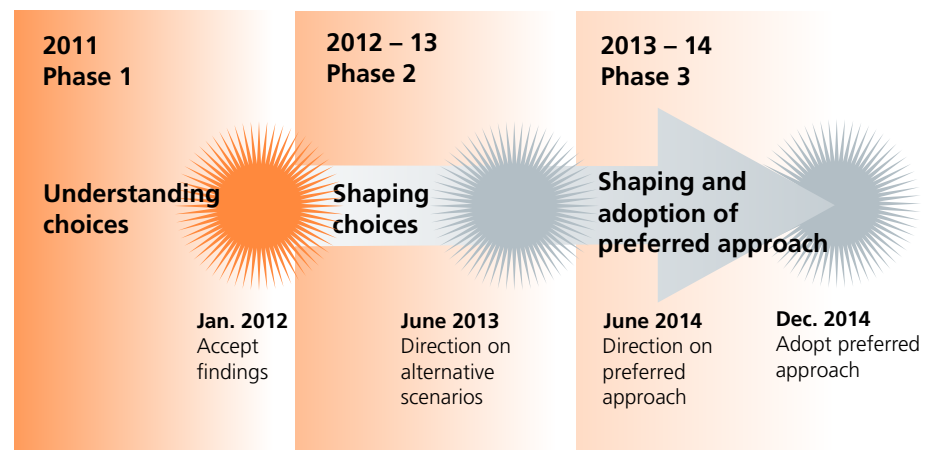 2011
Phase 1
2012 – 13
Phase 2
2013 – 14
Phase 3
Understanding
choices
Shaping
choices
Shaping and
adoption of
preferred approach
Jan. 2012
Accept
findings
June 2013
Direction on
alternative
scenarios
June 2014
Direction on
preferred
approach
Dec. 2014
Adopt preferred
approach